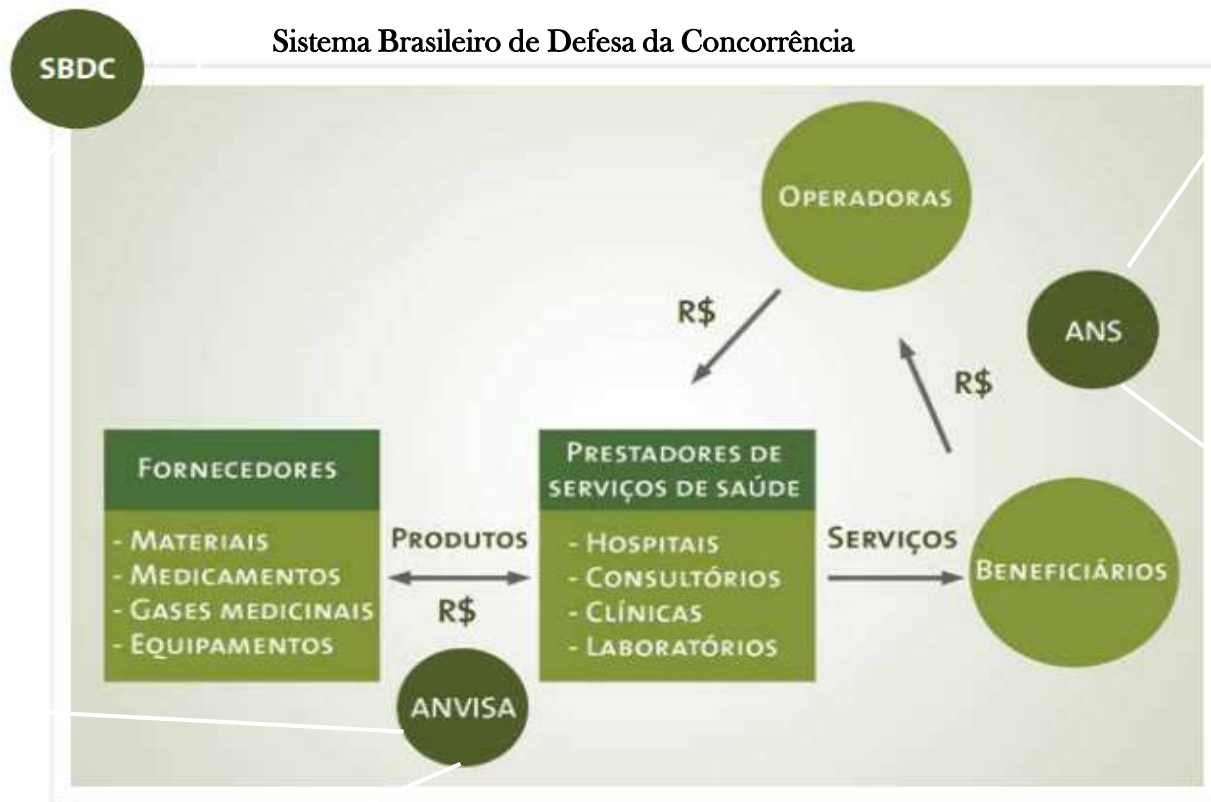 SBDC
Sistema Brasileiro de Defesa da Concorrência
OPERADORAS
R$
ANS
R$
FORNECEDORES
- MATERIAIS
- MEDICAMENTOS
- GASES MEDICINAIS
- EQUIPAMENTOS
PRODUTOS
R$
ANVISA
PRESTADORES DE
SERVIÇOS DE SAÚDE
- HOSPITAIS
- CONSULTÓRIOS
- CLÍNICAS
- LABORATÓRIOS
SERVIÇOS
BENEFICIÁRIOS